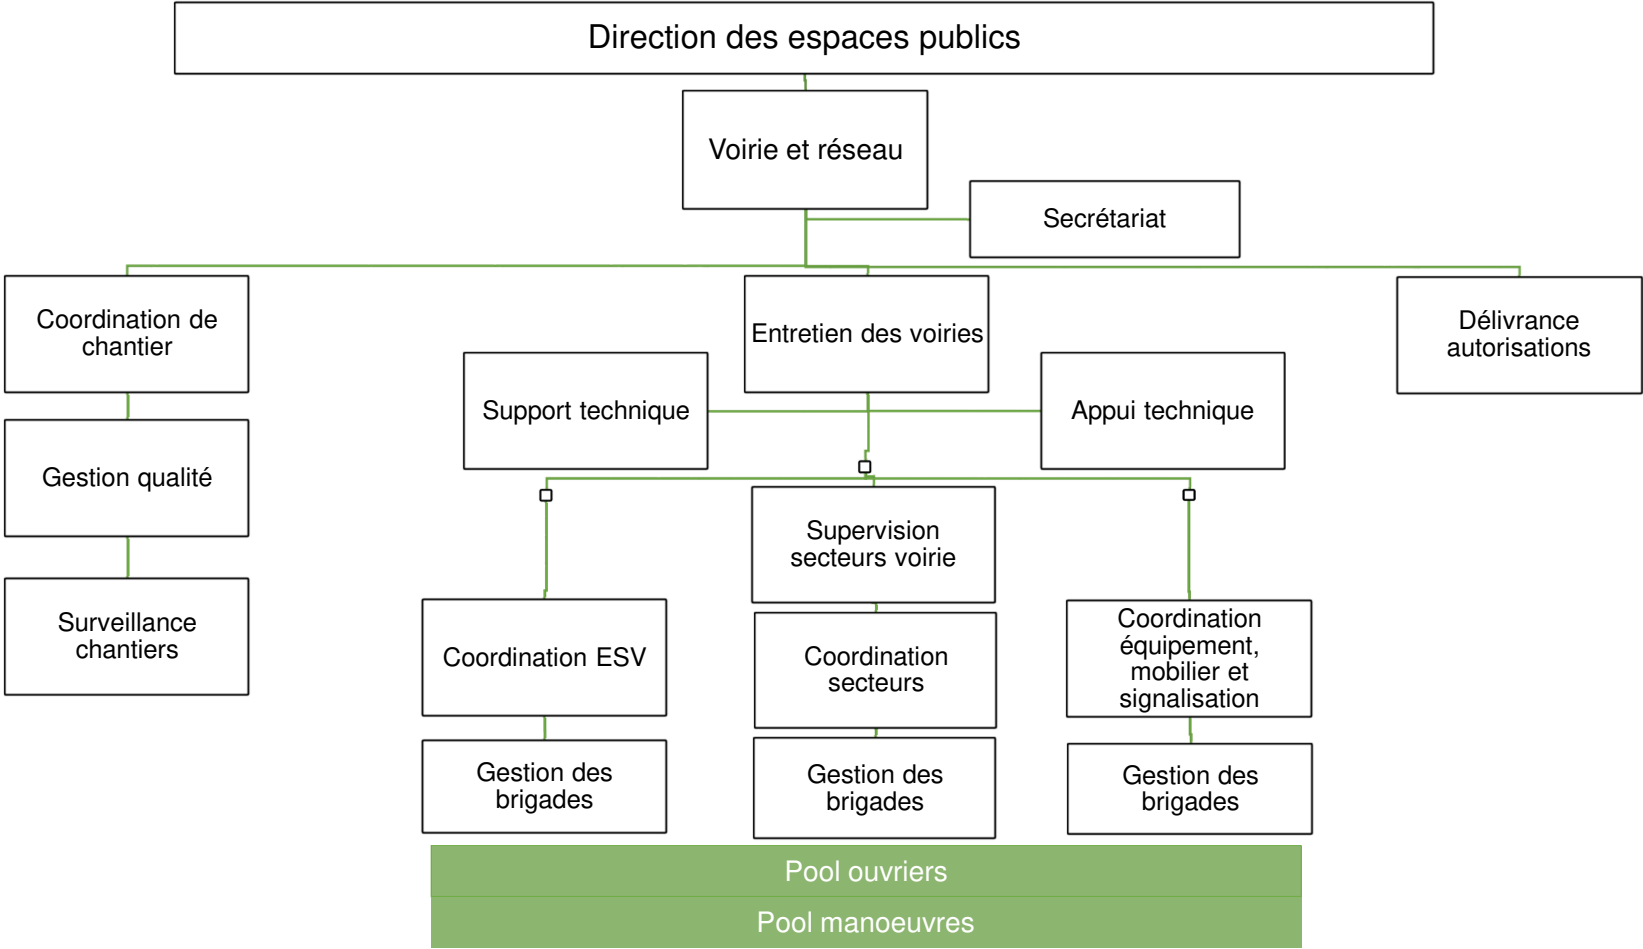 Direction des espaces publics
Voirie et réseau
Secrétariat
Coordination de
chantier
Entretien des voiries
Délivrance
autorisations
Support technique
Appui technique
Gestion qualité
Supervision
secteurs voirie
Surveillance
chantiers
Coordination ESV
Coordination
secteurs
Coordination
équipement,
mobilier et
signalisation
Gestion des
brigades
Gestion des
brigades
Gestion des
brigades
Pool ouvriers
Pool manoeuvres